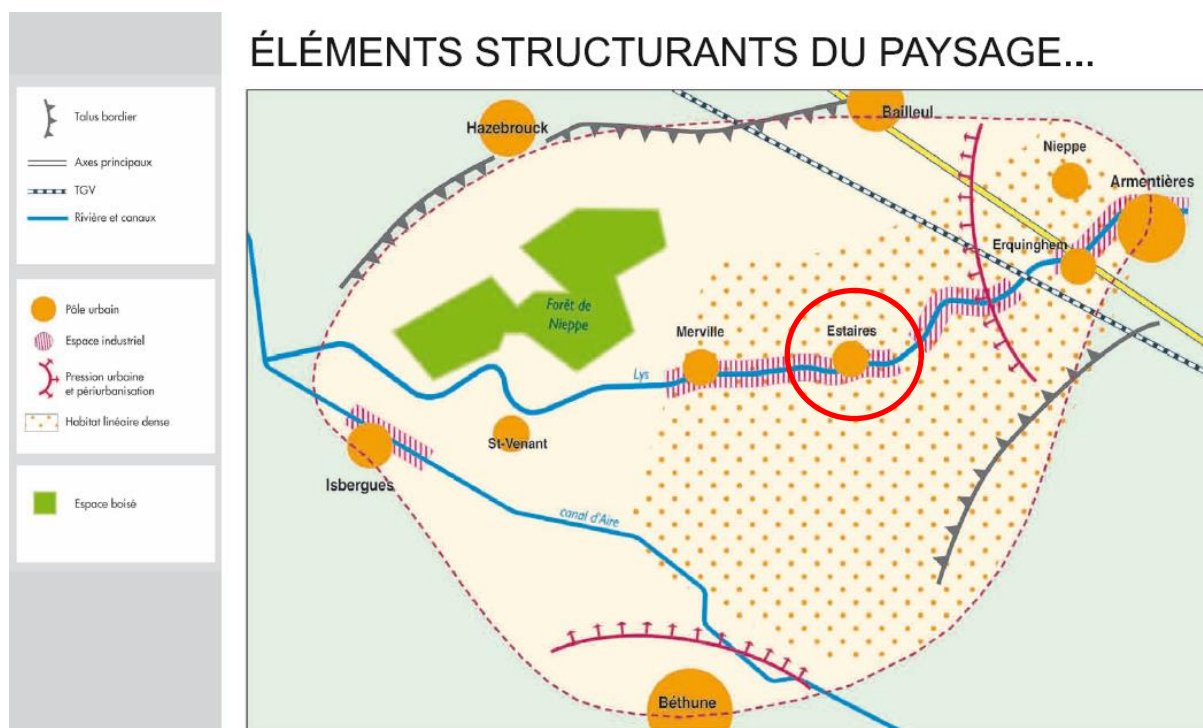 ÉLÉMENTS STRUCTURANTS DU PAYSAGE...
Talus bordier
Axes principaux
TGV
Rivière et canaux
Pôle urbain
Espace industriel
Pression urbaine
et périurbanisation
Habitat linéaire dense
Espace boisé
Bailleul
Hazebrouck
Nieppe
Armentières
Erquinghem
Forêt de
Nieppe
Merville
Estaires
Lys
St-Venant
Isbergues
canal d'Aire
Béthune